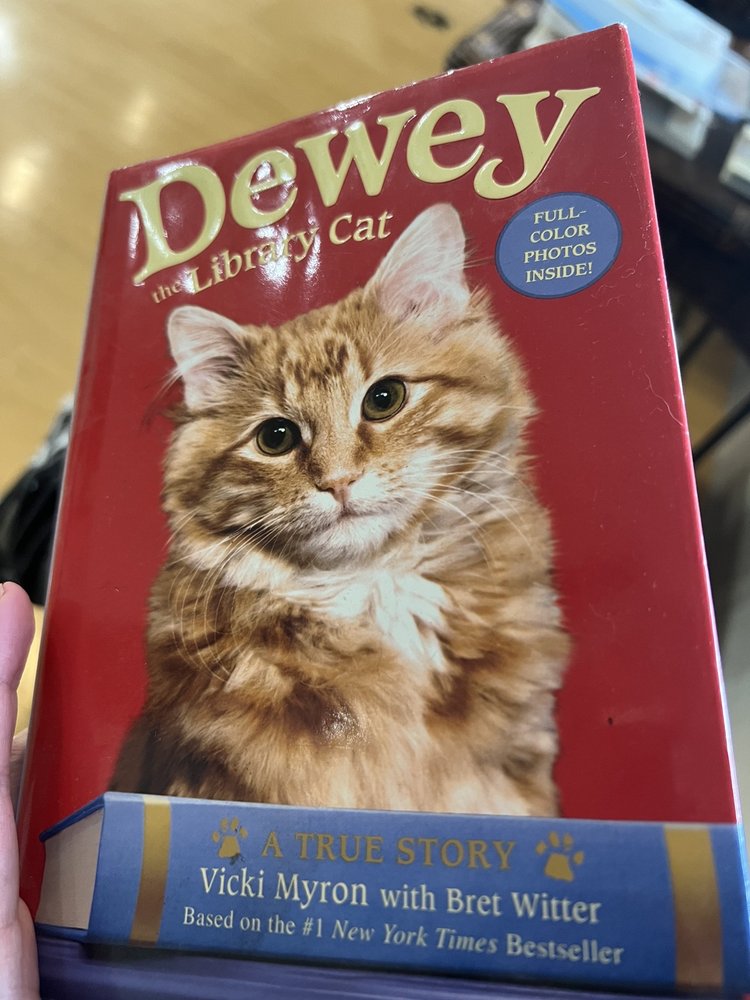 Dewey
the Library Cat
FULL-
COLOR
PHOTOS
INSIDE!
A TRUE STORY
Vicki Myron with Bret Witter
Based on the #1 New York Times Bestseller